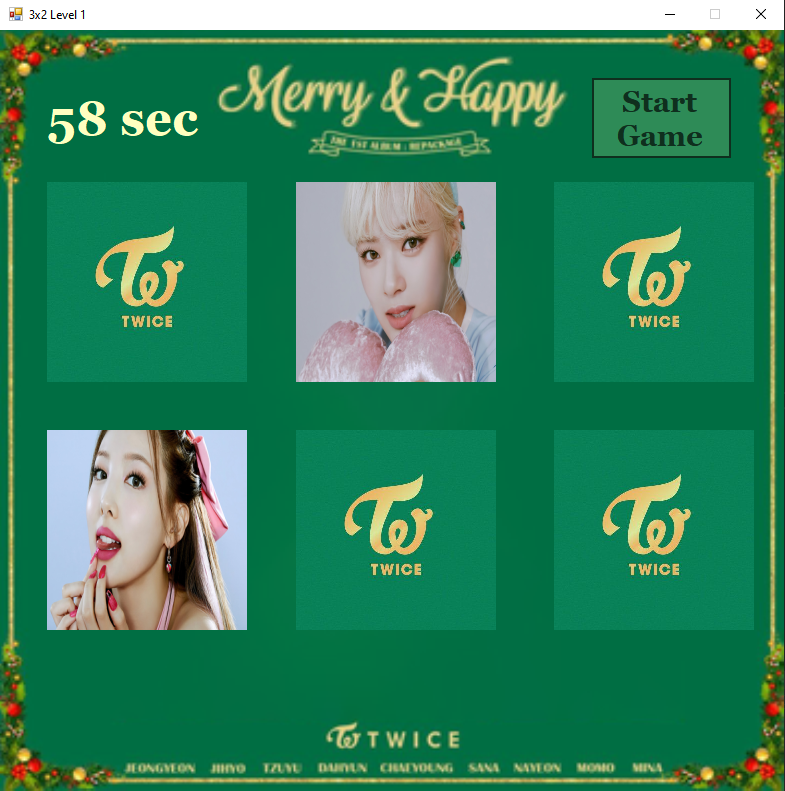 3x2 Level 1
Merry & Happy
58 sec
Start
Game
THE 1ST ALBUM : REPACKAGE
TWICE
TWICE
TWICE
TWICE
TWICE
JEONGYEON JIHYO TZUYU DAHYUN CHAEYOUNG SANA NAYEON MOMO MINA